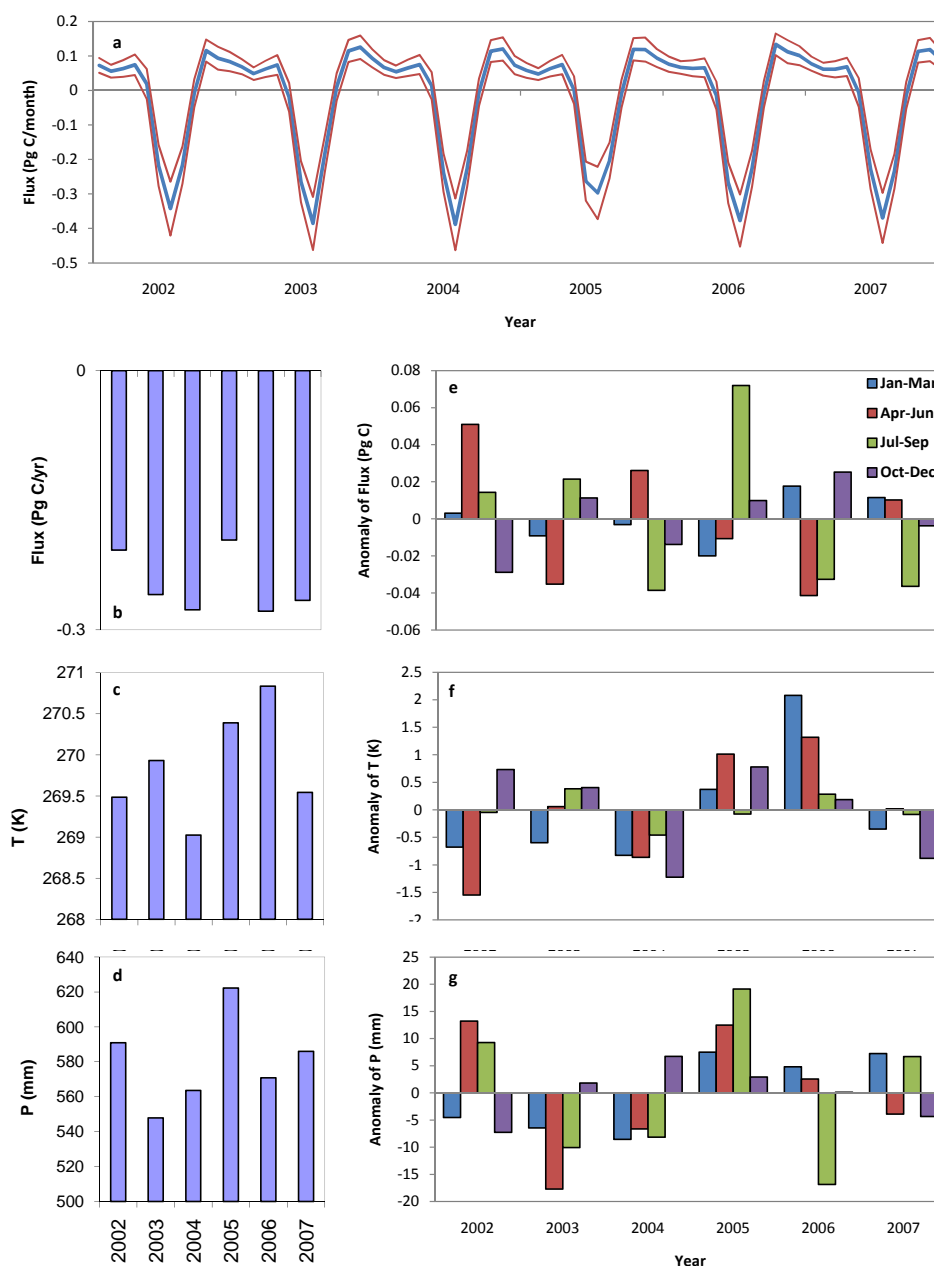 a
0.2
0.1
0
-0.1
-0.2
-0.3
-0.4
-0.5
Flux (Pg C/month)
2002 2003 2004 2005 2006 2007
Year
0
-0.3
Flux (Pg C/yr)
b
e
0.08
0.06
0.04
0.02
0
-0.02
-0.04
-0.06
Anomaly of Flux (Pg C)
Jan-Mar
Apr-Jun
Jul-Sep
Oct-Dec
c
271
270.5
270
269.5
269
268.5
268
T (K)
f
2.5
2
1.5
1
0.5
0
-0.5
-1
-1.5
-2
Anomaly of T (K)
d
640
620
600
580
560
540
520
500
P (mm)
2002 2003 2004 2005 2006 2007
g
25
20
15
10
5
0
-5
-10
-15
-20
Anomaly of P (mm)
2002 2003 2004 2005 2006 2007
Year